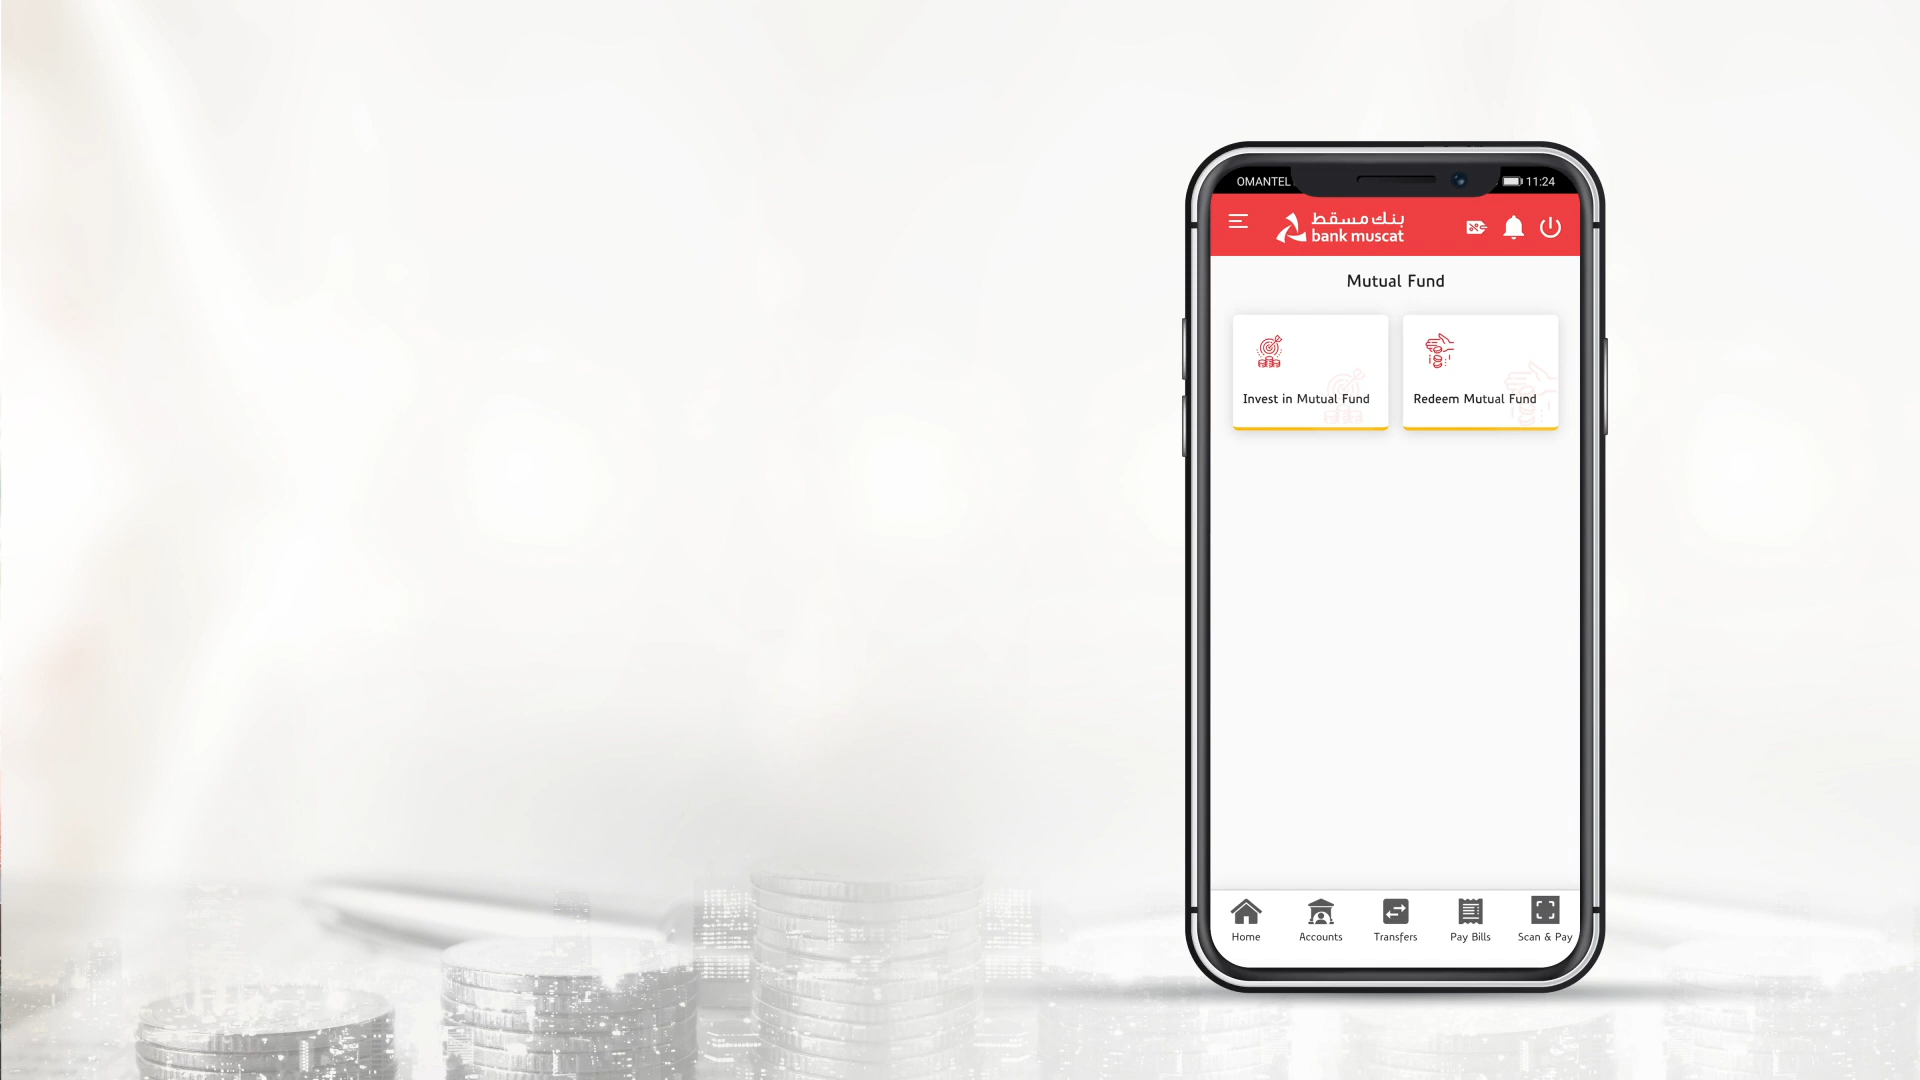 OMANTEL
11:24
بنك مسقط
bank muscat
Mutual Fund
Invest in Mutual Fund
Redeem Mutual Fund
Home
Accounts
Transfers
Pay Bills
Scan & Pay